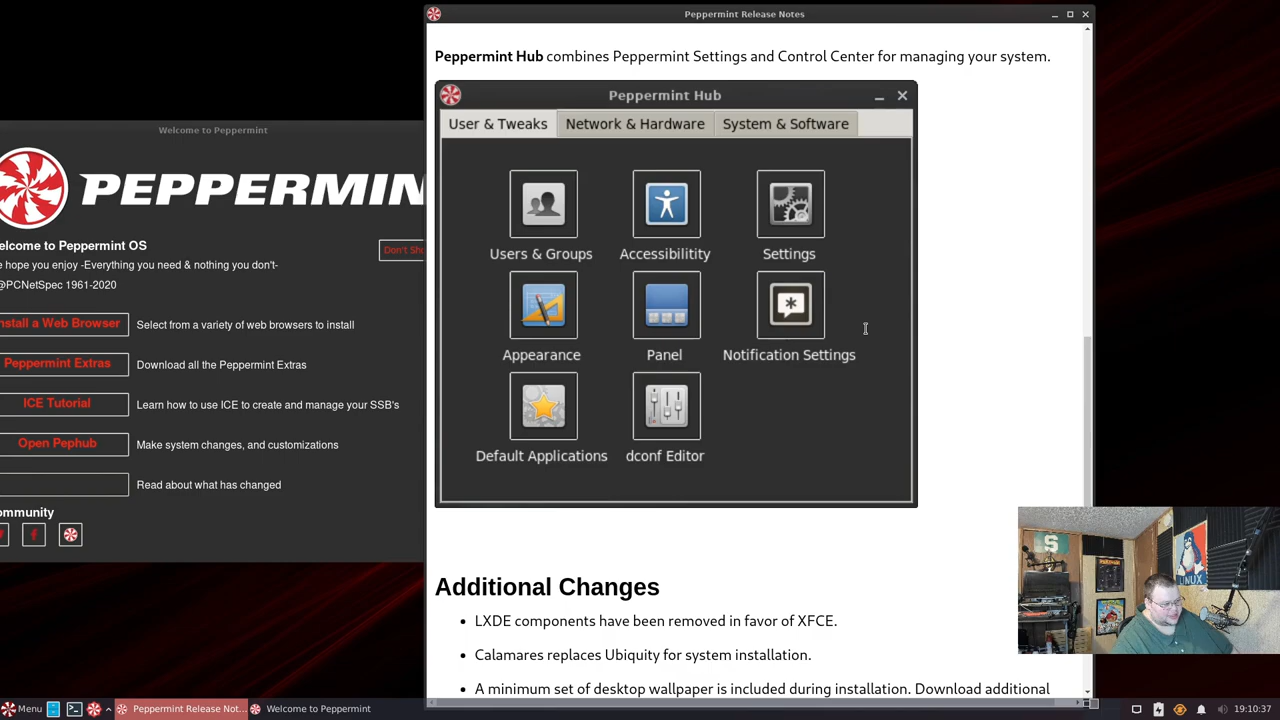 Peppermint Release Notes
Peppermint Hub combines Peppermint Settings and Control Center for managing your system.
Peppermint Hub
User & Tweaks
Network & Hardware
System & Software
Users & Groups
Accessibility
Settings
Appearance
Panel
Notification Settings
Default Applications
dconf Editor
Additional Changes
• LXDE components have been removed in favor of XFCE.
• Calamares replaces Ubiquity for system installation.
• A minimum set of desktop wallpaper is included during installation. Download additional
Welcome to Peppermint
PEPPERMIN
elcome to Peppermint OS
Don't Sh
e hope you enjoy -Everything you need & nothing you don't-
@PCNetSpec 1961-2020
nstall a Web Browser
Select from a variety of web browsers to install
Peppermint Extras
Download all the Peppermint Extras
ICE Tutorial
Learn how to use ICE to create and manage your SSB's
Open Pephub
Make system changes, and customizations
Read about what has changed
ommunity
S
LINUX
Menu
Peppermint Release Not...
Welcome to Peppermint
19:10:37